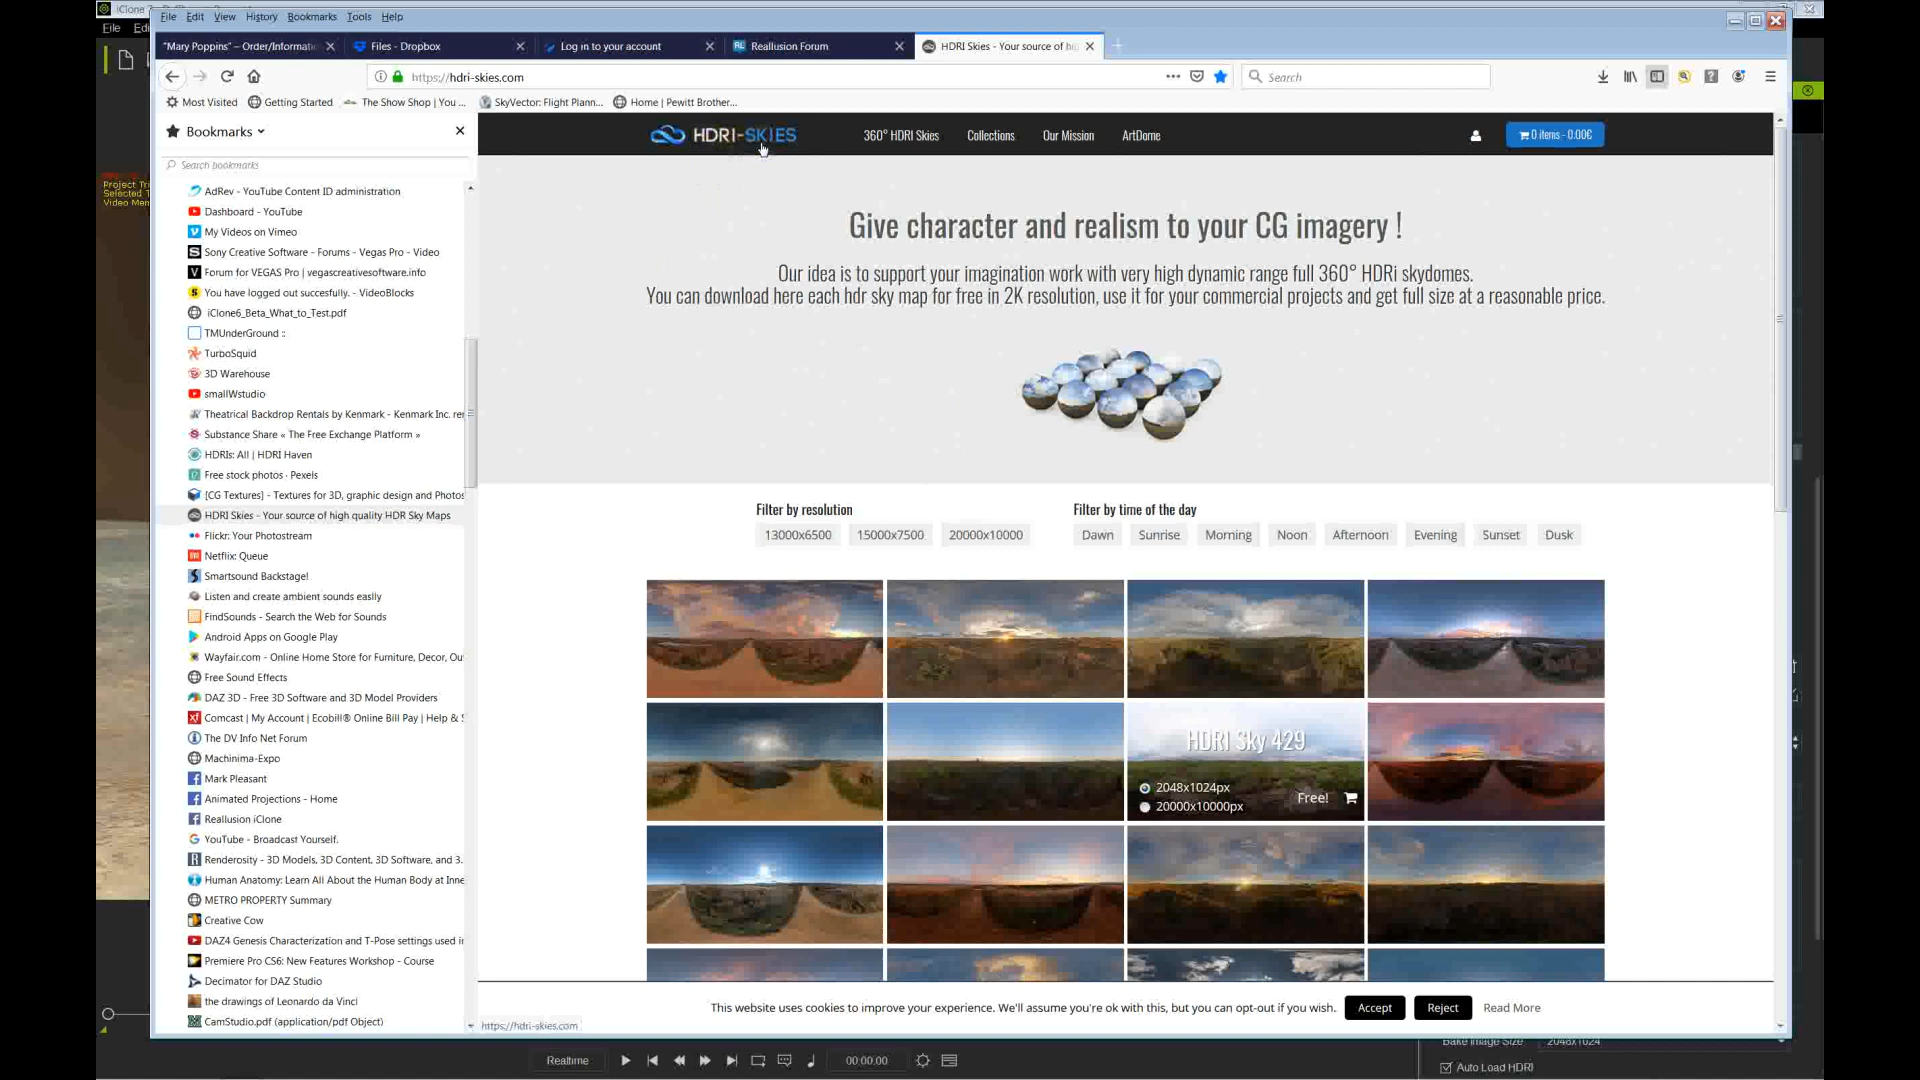 iClone
File Edi
File Edit View History Bookmarks Tools Help
"Mary Poppins" – Order/Informati
Files - Dropbox
Log in to your account
Reallusion Forum
HDRI Skies - Your source of hi
https://hdri-skies.com
Search
Most Visited
Getting Started
The Show Shop | You ...
SkyVector: Flight Plann...
Home | Pewitt Brother...
Bookmarks
Search bookmarks
Project Tri
Selected T
Video Mem
AdRev - YouTube Content ID administration
Dashboard - YouTube
My Videos on Vimeo
Sony Creative Software - Forums - Vegas Pro - Video
Forum for VEGAS Pro | vegascreativesoftware.info
You have logged out succesfully. - VideoBlocks
iClone6_Beta_What_to_Test.pdf
TMUnderGround ::
TurboSquid
3D Warehouse
smallWstudio
Theatrical Backdrop Rentals by Kenmark - Kenmark Inc. rer
Substance Share « The Free Exchange Platform »
HDRIs: All | HDRI Haven
Free stock photos · Pexels
[CG Textures] - Textures for 3D, graphic design and Photos
HDRI Skies - Your source of high quality HDR Sky Maps
Flickr: Your Photostream
Netflix: Queue
Smartsound Backstage!
Listen and create ambient sounds easily
FindSounds - Search the Web for Sounds
Android Apps on Google Play
Wayfair.com - Online Home Store for Furniture, Decor, Ou
Free Sound Effects
DAZ 3D - Free 3D Software and 3D Model Providers
Comcast | My Account | Ecobill® Online Bill Pay | Help & S
The DV Info Net Forum
Machinima-Expo
Mark Pleasant
Animated Projections - Home
Reallusion iClone
YouTube - Broadcast Yourself.
Renderosity - 3D Models, 3D Content, 3D Software, and 3.
Human Anatomy: Learn All About the Human Body at Inne
METRO PROPERTY Summary
Creative Cow
DAZ4 Genesis Characterization and T-Pose settings used in
Premiere Pro CS6: New Features Workshop - Course
Decimator for DAZ Studio
the drawings of Leonardo da Vinci
CamStudio.pdf (application/pdf Object)
HDRI-SKIES
360° HDRI Skies
Collections
Our Mission
ArtDome
0 items - 0.00€
Give character and realism to your CG imagery !
Our idea is to support your imagination work with very high dynamic range full 360° HDRi skydomes.
You can download here each hdr sky map for free in 2K resolution, use it for your commercial projects and get full size at a reasonable price.
Filter by resolution
13000x6500 15000x7500 20000x10000
Filter by time of the day
Dawn Sunrise Morning Noon Afternoon Evening Sunset Dusk
HDRI Sky 429
2048x1024px
20000x10000px
Free!
This website uses cookies to improve your experience. We'll assume you're ok with this, but you can opt-out if you wish.
Accept
Reject
Read More
https://hdri-skies.com
Realtime
00:00:00
Bake Image Size 2048x1024
Auto Load HDRI